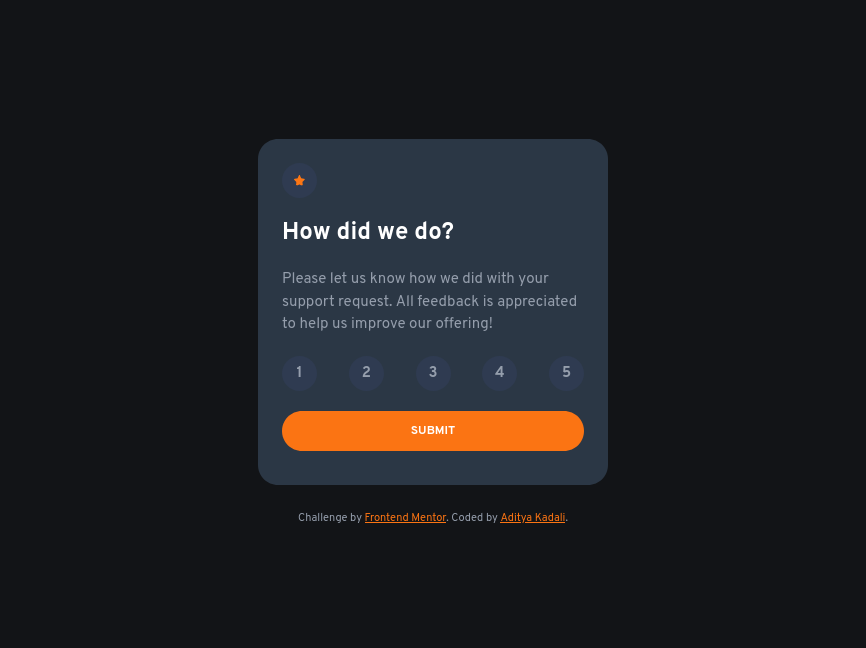 How did we do?
Please let us know how we did with your
support request. All feedback is appreciated
to help us improve our offering!
1 2 3 4 5
SUBMIT
Challenge by Frontend Mentor. Coded by Aditya Kadali.